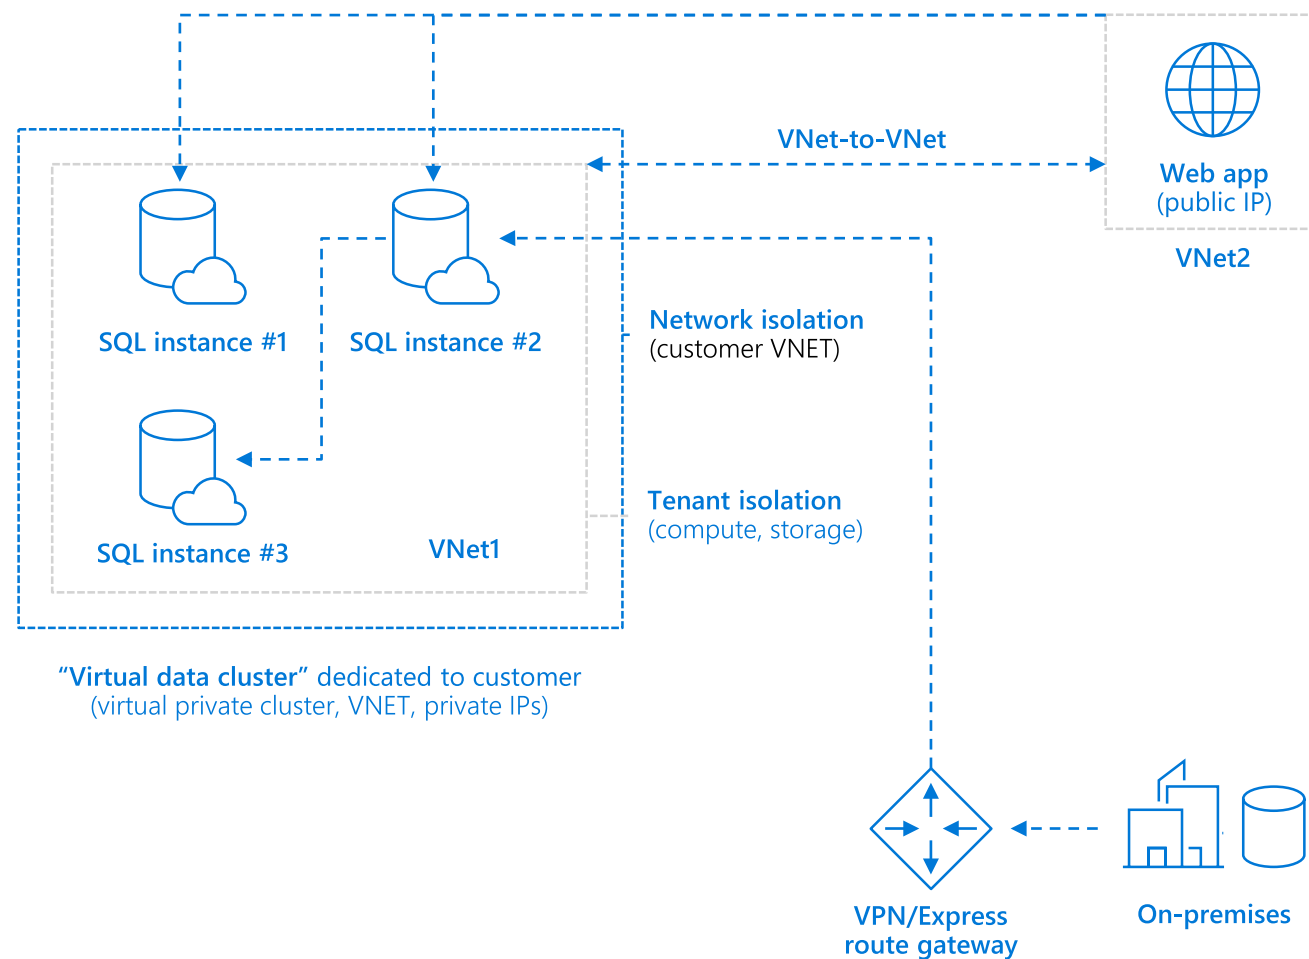 VNet-to-VNet
Web app
(public IP)
VNet2
SQL instance #1
SQL instance #2
Network isolation
(customer VNET)
Tenant isolation
(compute, storage)
SQL instance #3
VNet1
“Virtual data cluster” dedicated to customer
(virtual private cluster, VNET, private IPs)
VPN/Express
route gateway
On-premises